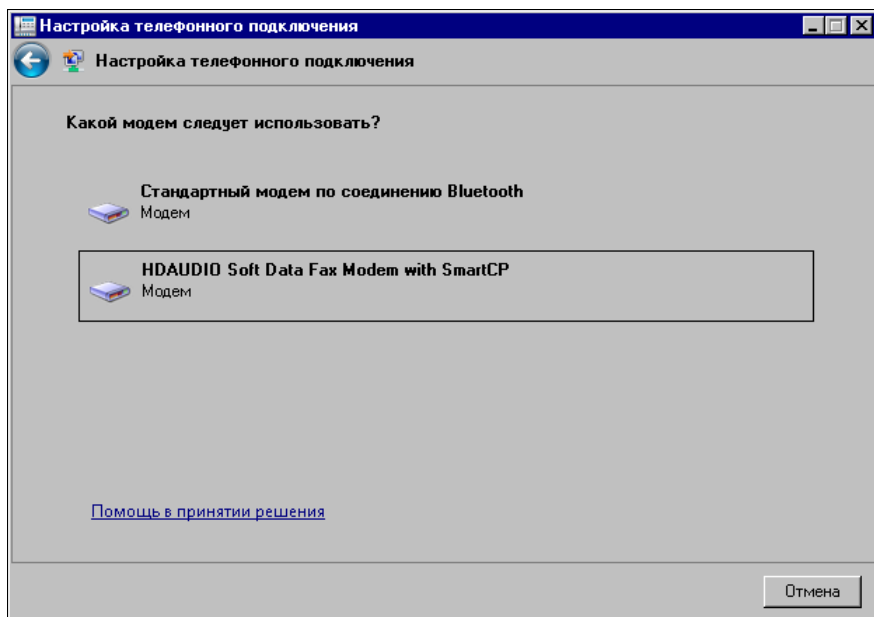 Настройка телефонного подключения
Настройка телефонного подключения
Какой модем следует использовать?
Стандартный модем по соединению Bluetooth
Модем
HDAUDIO Soft Data Fax Modem with SmartCP
Модем
Помощь в принятии решения
Отмена